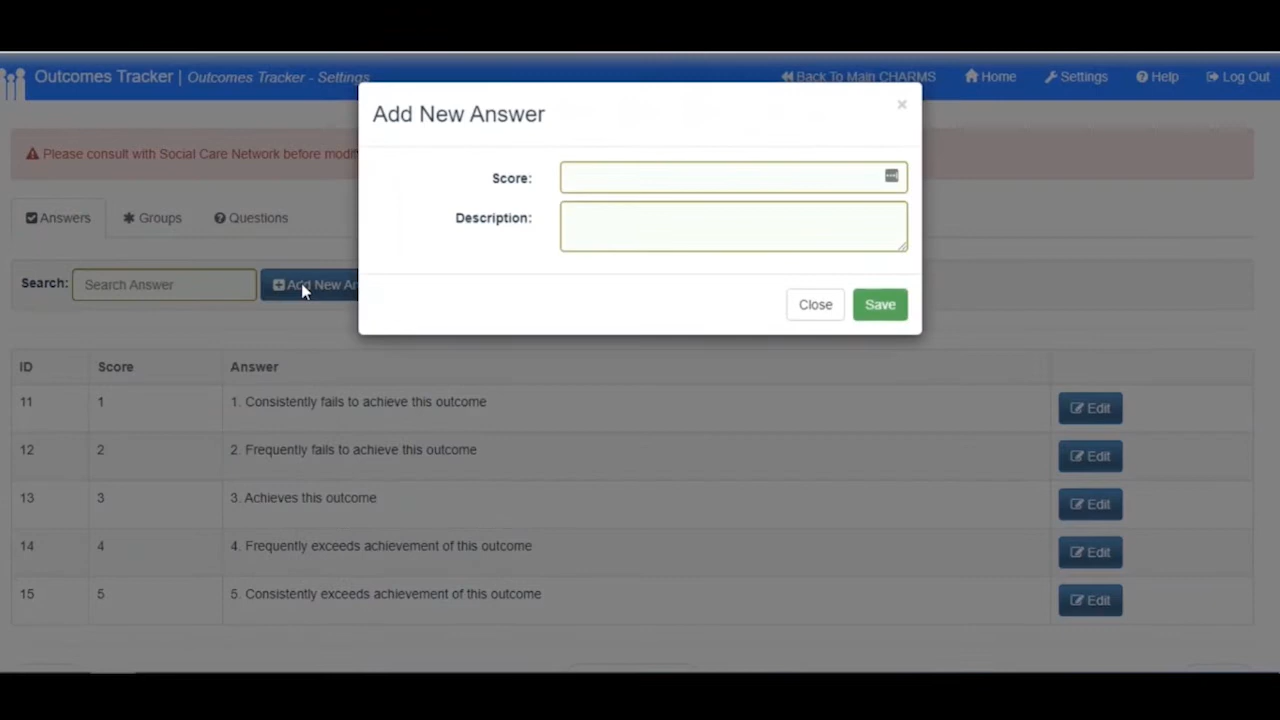 Outcomes Tracker | Outcomes Tracker - Settings
Back To Main CHARMS
Home
Settings
Help
Log Out
Add New Answer
×
Please consult with Social Care Network before
Score:
Description:
Answers
Groups
Questions
Search:
Search Answer
Add New
Close
Save
ID Score Answer
11 1 1. Consistently fails to achieve this outcome Edit
12 2 2. Frequently fails to achieve this outcome Edit
13 3 3. Achieves this outcome Edit
14 4 4. Frequently exceeds achievement of this outcome Edit
15 5 5. Consistently exceeds achievement of this outcome Edit